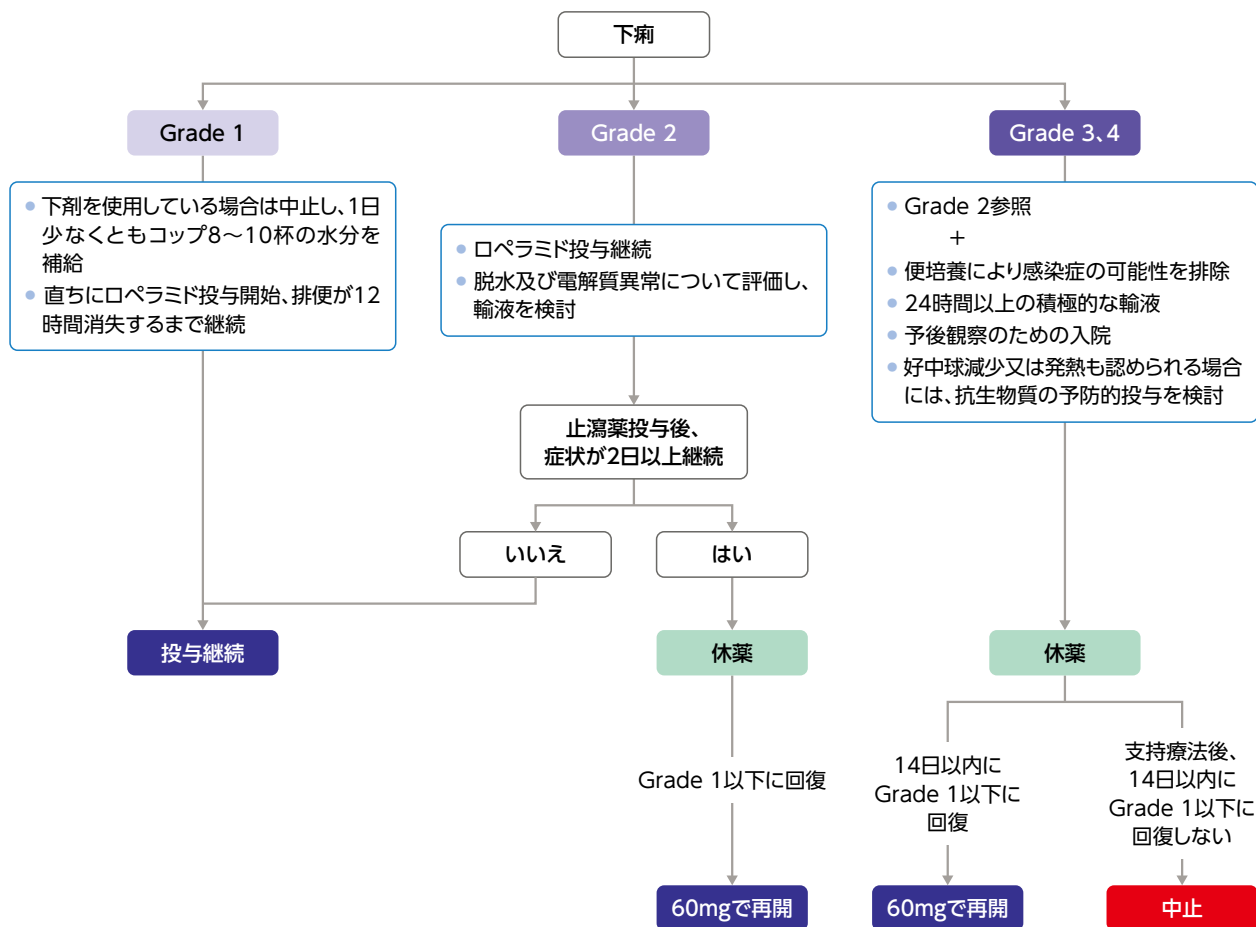 下痢
Grade 1
Grade 2
Grade 3、4
● 下剤を使用している場合は中止し、1日
少なくともコップ8〜10杯の水分を
補給
● 直ちにロペラミド投与開始、排便が12
時間消失するまで継続
● ロペラミド投与継続
● 脱水及び電解質異常について評価し、
輸液を検討
● Grade 2参照
+
● 便培養により感染症の可能性を排除
● 24時間以上の積極的な輸液
● 予後観察のための入院
● 好中球減少又は発熱も認められる場合
には、抗生物質の予防的投与を検討
止瀉薬投与後、
症状が2日以上継続
いいえ
はい
投与継続
休薬
休薬
Grade 1以下に回復
14日以内に
Grade 1以下に
回復
支持療法後、
14日以内に
Grade 1以下に
回復しない
60mgで再開
60mgで再開
中止